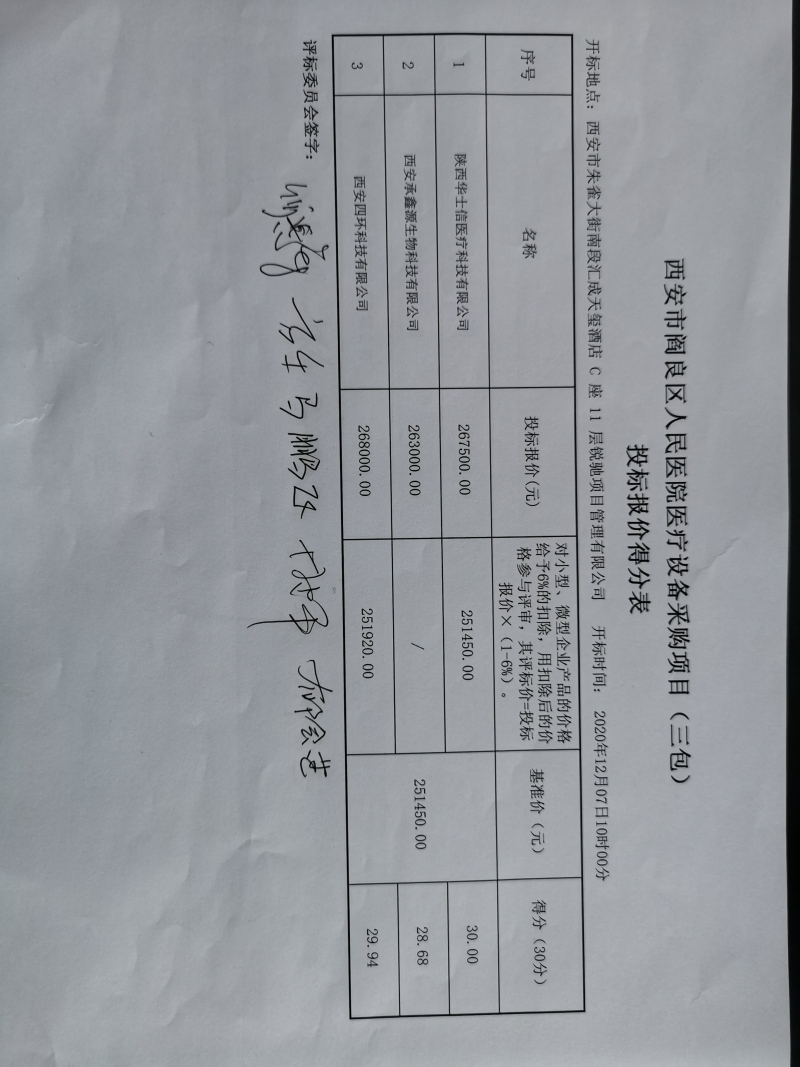 西安市阎良区人民医院医疗设备采购项目（三包）
投标报价得分表
开标地点： 西安市朱雀大街南段汇成天玺酒店 C 座 11 层锐驰项目管理有限公司 开标时间： 2020年12月07日10时00分
序号 名称 投标报价(元) 对小型、微型企业产品的价格给予6%的扣除，用扣除后的价格参与评审，其评标价=投标报价×（1-6%）。 基准价（元） 得分（30分）
1 陕西华士信医疗科技有限公司 267500.00 251450.00 251450.00 30.00
2 西安承鑫源生物科技有限公司 263000.00 / 28.68
3 西安四环科技有限公司 268000.00 251920.00 29.94
评标委员会签字：